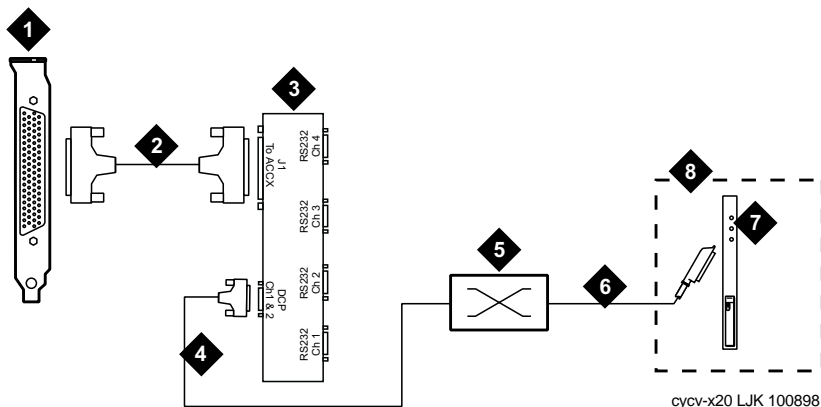 1
2
3
4
5
6
7
8
J1
To ACCX
RS232
Ch 4
RS232
Ch 3
RS232
Ch 2
RS232
Ch 1
DCP
Ch1 & 2
cycv-x20 LJK 100898